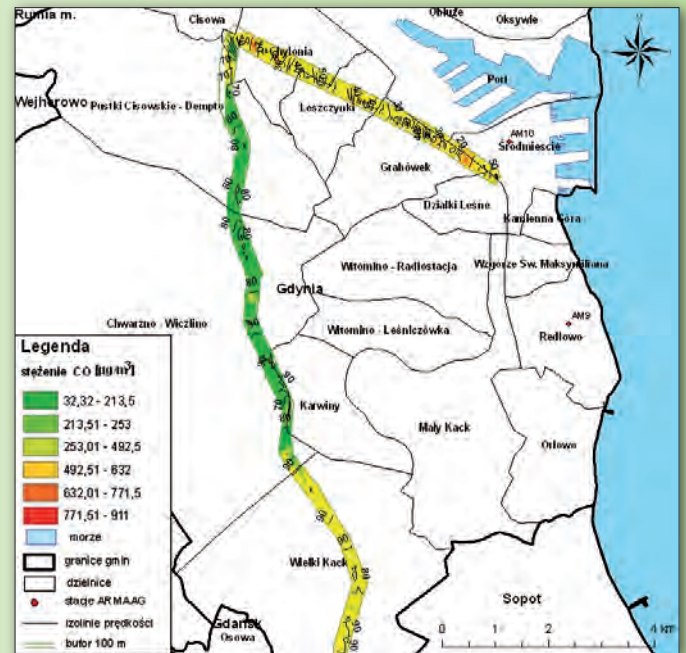 Rumia m.
Cisowa
Obłuże
Oksywie
Chylonia
Port
Wejherowo
Pustki Cisowskie - Dempto
Leszczynki
AM10
Śródmieście
Grabówek
Działki Leśne
Kamienna Góra
Witomino - Radiostacja
Wzgórze Św. Maksymiliana
Gdynia
Chwarzno - Wiczlino
Witomino - Leśniczówka
AM9
Redłowo
Karwiny
Mały Kack
Orłowo
Wielki Kack
Sopot
Gdańsk
Osowa
Legenda
stężenie CO [µg/m³]
32,32 - 213,5
213,51 - 253
253,01 - 492,5
492,51 - 632
632,01 - 771,5
771,51 - 911
morze
granice gmin
dzielnice
stacje ARMAAG
izolinie prędkości
bufor 100 m
0 1 2 4 km